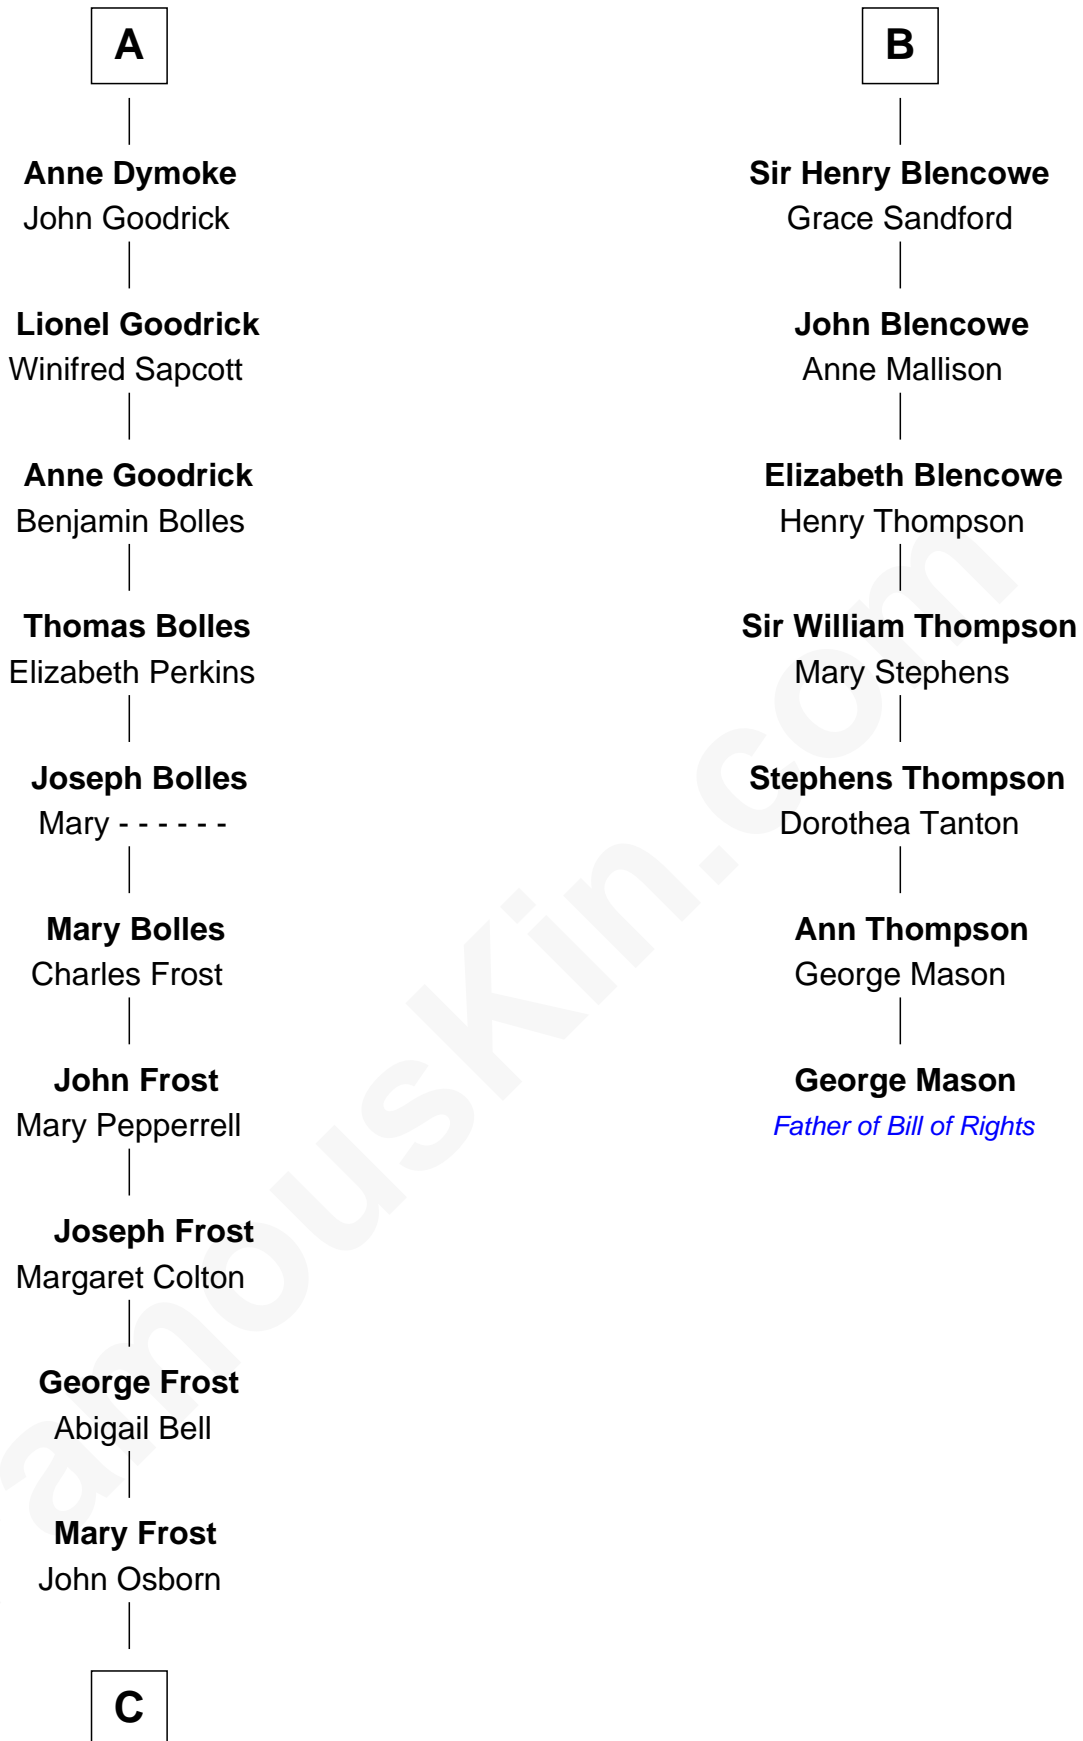 A
Anne Dymoke
John Goodrick
Lionel Goodrick
Winifred Sapcott
Anne Goodrick
Benjamin Bolles
Thomas Bolles
Elizabeth Perkins
Joseph Bolles
Mary - - - - - -
Mary Bolles
Charles Frost
John Frost
Mary Pepperrell
Joseph Frost
Margaret Colton
George Frost
Abigail Bell
Mary Frost
John Osborn
C
B
Sir Henry Blencowe
Grace Sandford
John Blencowe
Anne Mallison
Elizabeth Blencowe
Henry Thompson
Sir William Thompson
Mary Stephens
Stephens Thompson
Dorothea Tanton
Ann Thompson
George Mason
George Mason
Father of Bill of Rights
amousKin.com